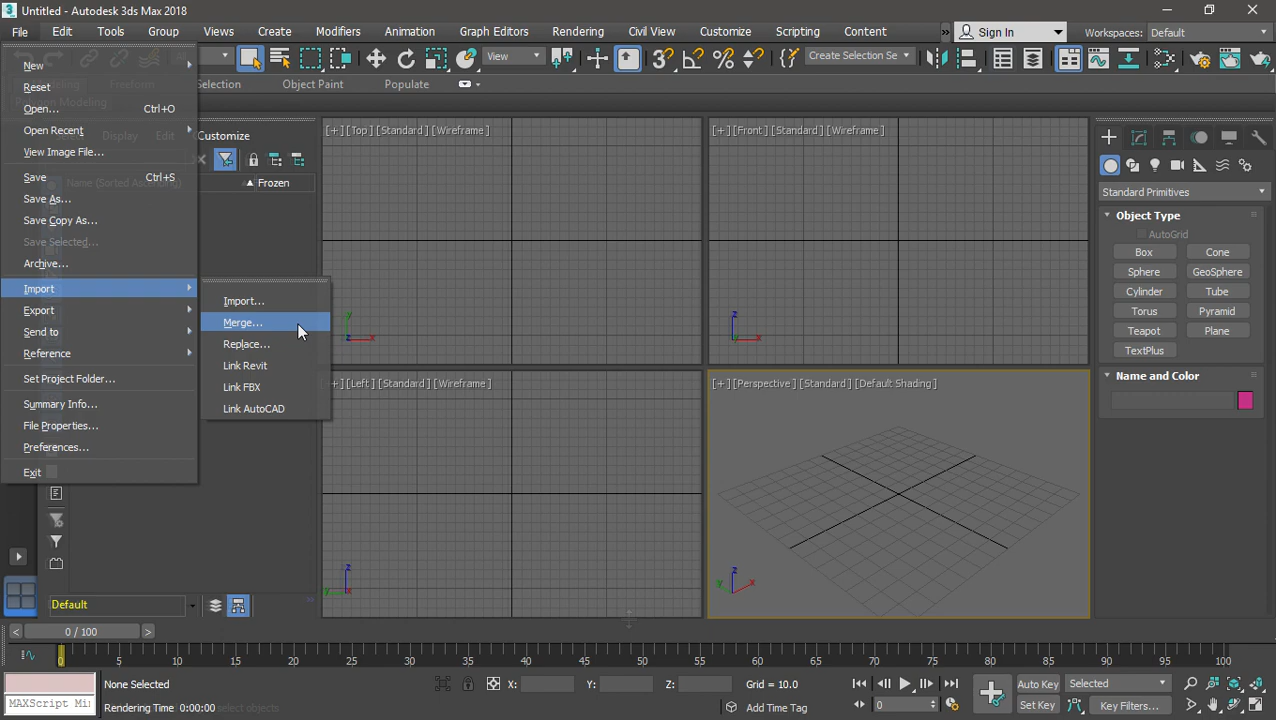 Untitled - Autodesk 3ds Max 2018
File Edit Tools Group Views Create Modifiers Animation Graph Editors Rendering Civil View Customize Scripting Content » Sign In Workspaces: Default
View Create Selection Se
Selection Object Paint Populate
New
Reset
Open... Ctrl+O
Open Recent
View Image File...
Save Ctrl+S
Save As...
Save Copy As...
Save Selected...
Archive...
Import
Export
Send to
Reference
Set Project Folder...
Summary Info...
File Properties...
Preferences...
Exit
Import...
Merge...
Replace...
Link Revit
Link FBX
Link AutoCAD
Display Edit Customize
Name (Sorted Ascending) Frozen
[+] [Top] [Standard] [Wireframe]
y
z x
[+] [Front] [Standard] [Wireframe]
z
y x
[+] [Left] [Standard] [Wireframe]
z
y x
[+] [Perspective] [Standard] [Default Shading]
z
y x
Standard Primitives
Object Type
AutoGrid
Box Cone
Sphere GeoSphere
Cylinder Tube
Torus Pyramid
Teapot Plane
TextPlus
Name and Color
Default
< 0 / 100 >
0 5 10 15 20 25 30 35 40 45 50 55 60 65 70 75 80 85 90 95 100
None Selected X: Y: Z: Grid = 10.0 Auto Key Selected
MAXScript Mi Rendering Time 0:00:00 Add Time Tag 0 Set Key Key Filters...